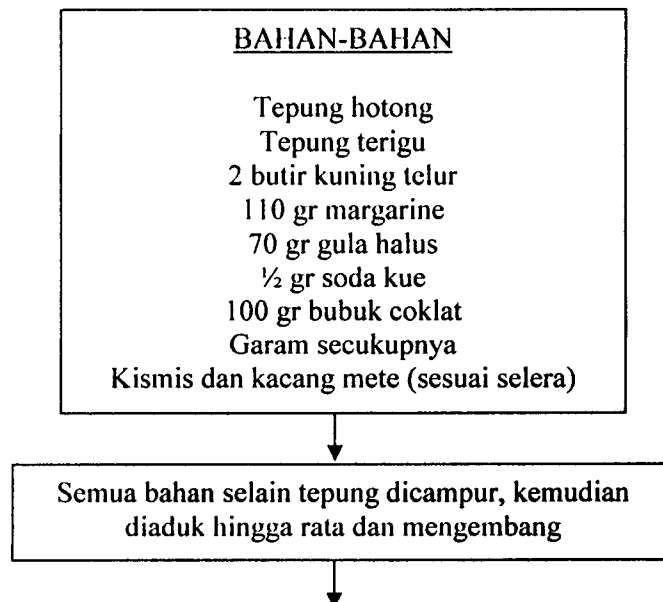 BAHAN-BAHAN
Tepung hotong
Tepung terigu
2 butir kuning telur
110 gr margarine
70 gr gula halus
½ gr soda kue
100 gr bubuk coklat
Garam secukupnya
Kismis dan kacang mete (sesuai selera)
Semua bahan selain tepung dicampur, kemudian
diaduk hingga rata dan mengembang